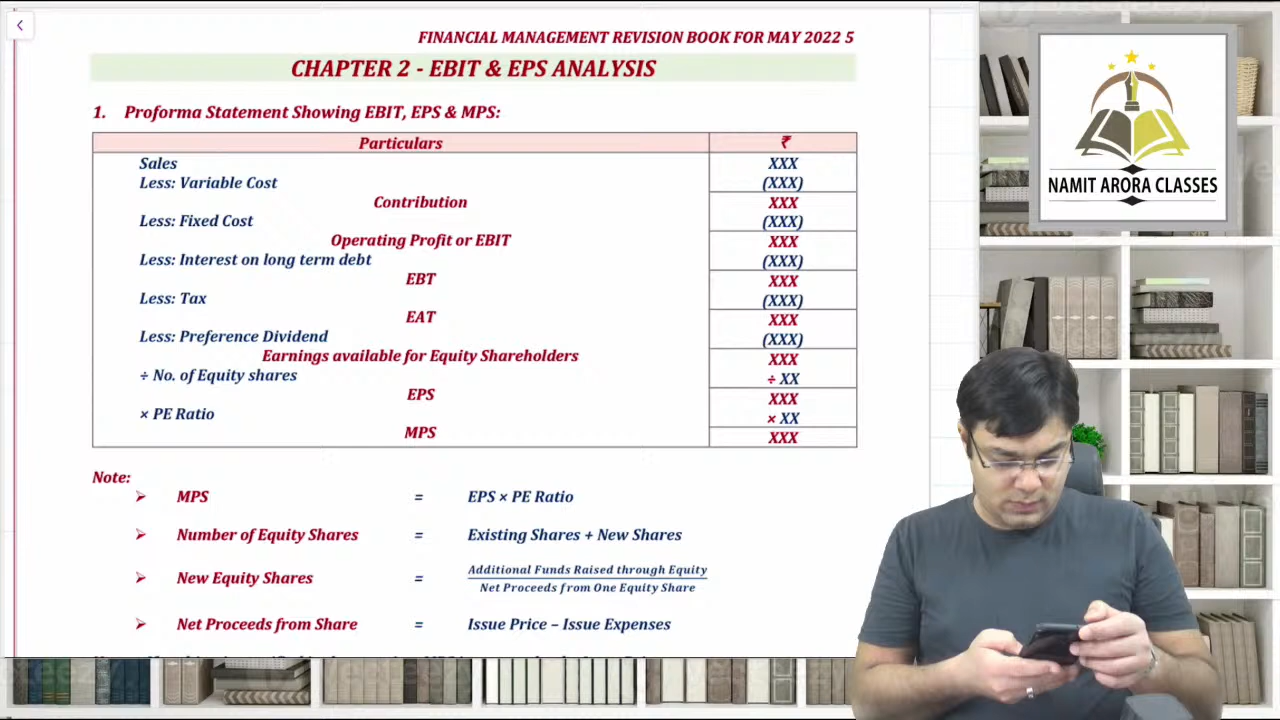 FINANCIAL MANAGEMENT REVISION BOOK FOR MAY 2022 5
CHAPTER 2 - EBIT & EPS ANALYSIS
1. Proforma Statement Showing EBIT, EPS & MPS:
Particulars ₹
Sales XXX
Less: Variable Cost (XXX)
Contribution XXX
Less: Fixed Cost (XXX)
Operating Profit or EBIT XXX
Less: Interest on long term debt (XXX)
EBT XXX
Less: Tax (XXX)
EAT XXX
Less: Preference Dividend (XXX)
Earnings available for Equity Shareholders XXX
÷ No. of Equity shares ÷ XX
EPS XXX
× PE Ratio × XX
MPS XXX
Note:
➢ MPS = EPS × PE Ratio
➢ Number of Equity Shares = Existing Shares + New Shares
➢ New Equity Shares = Additional Funds Raised through Equity
Net Proceeds from One Equity Share
➢ Net Proceeds from Share = Issue Price – Issue Expenses
NAMIT ARORA CLASSES